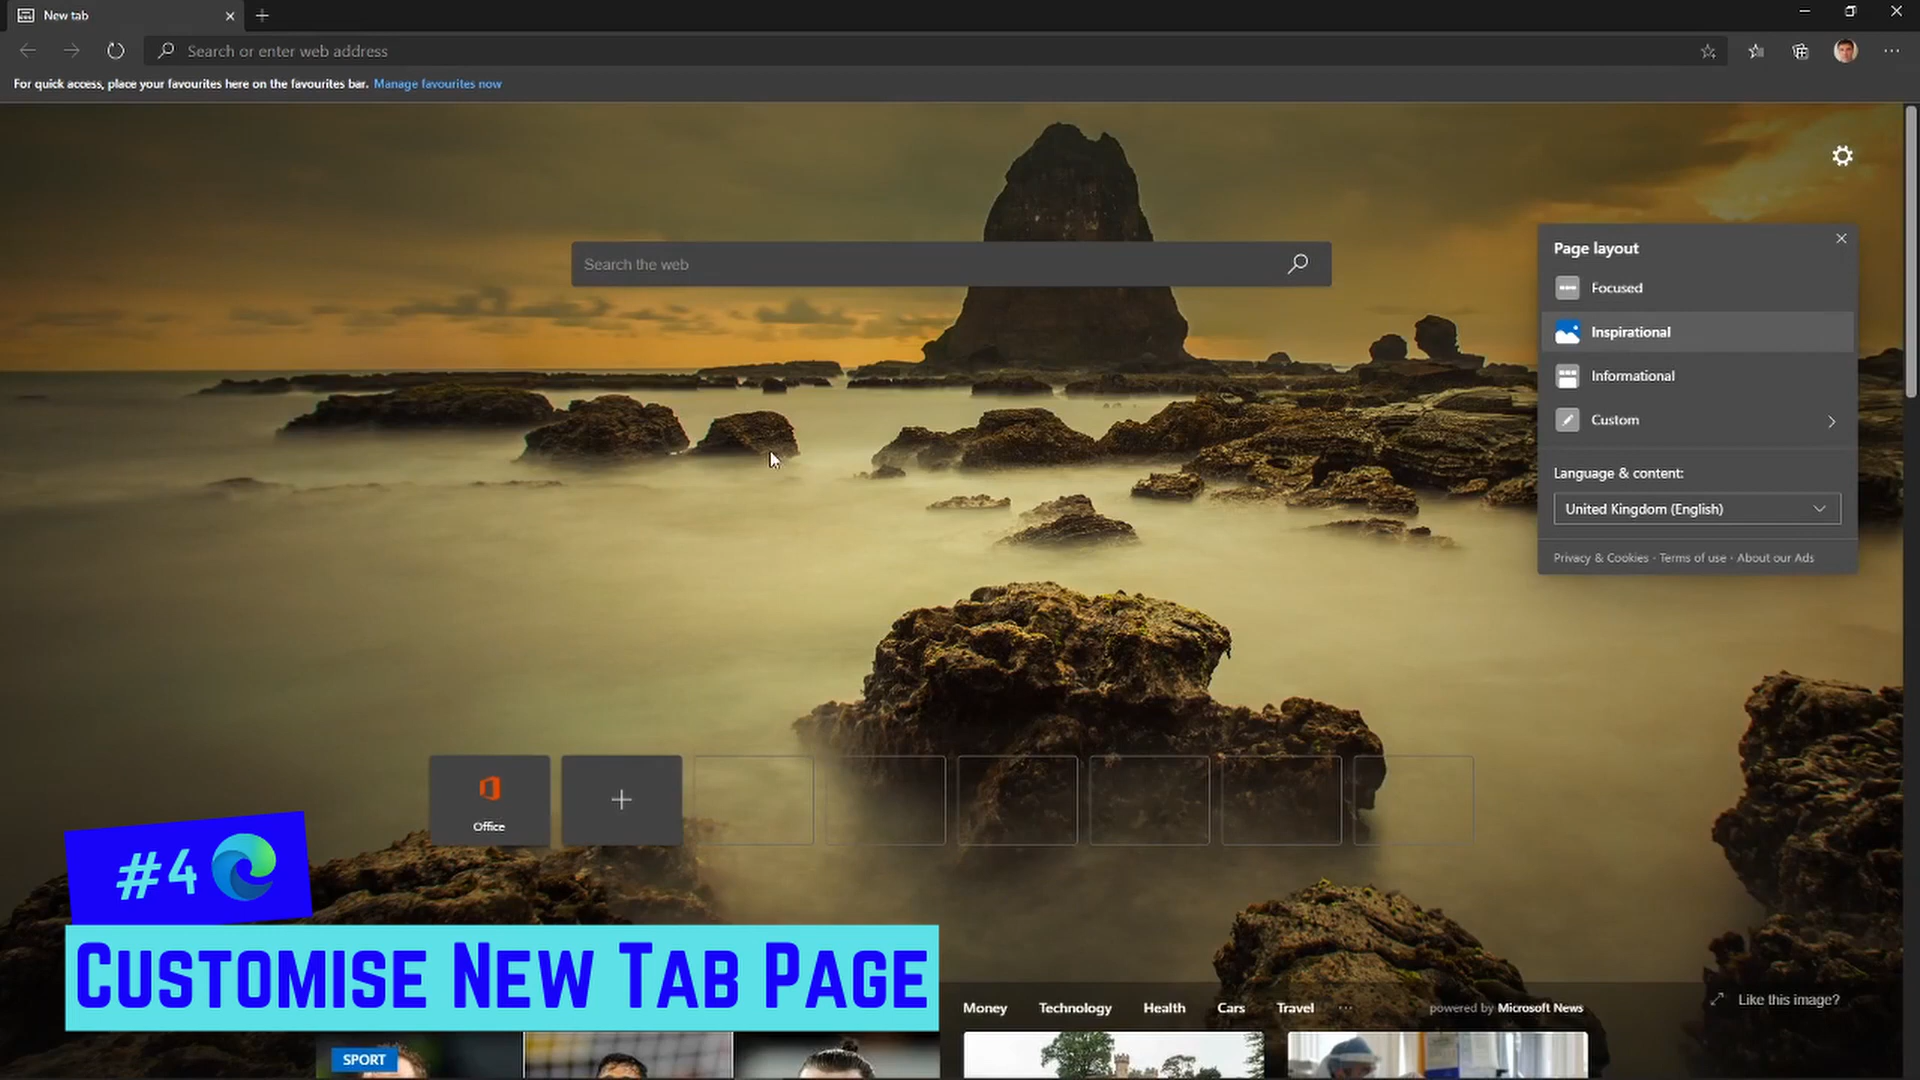 New tab
Search or enter web address
For quick access, place your favourites here on the favourites bar. Manage favourites now
Search the web
Page layout
Focused
Inspirational
Informational
Custom
Language & content:
United Kingdom (English)
Privacy & Cookies · Terms of use · About our Ads
Office
#4
Customise New Tab Page
Money Technology Health Cars Travel ... powered by Microsoft News
Like this image?
SPORT